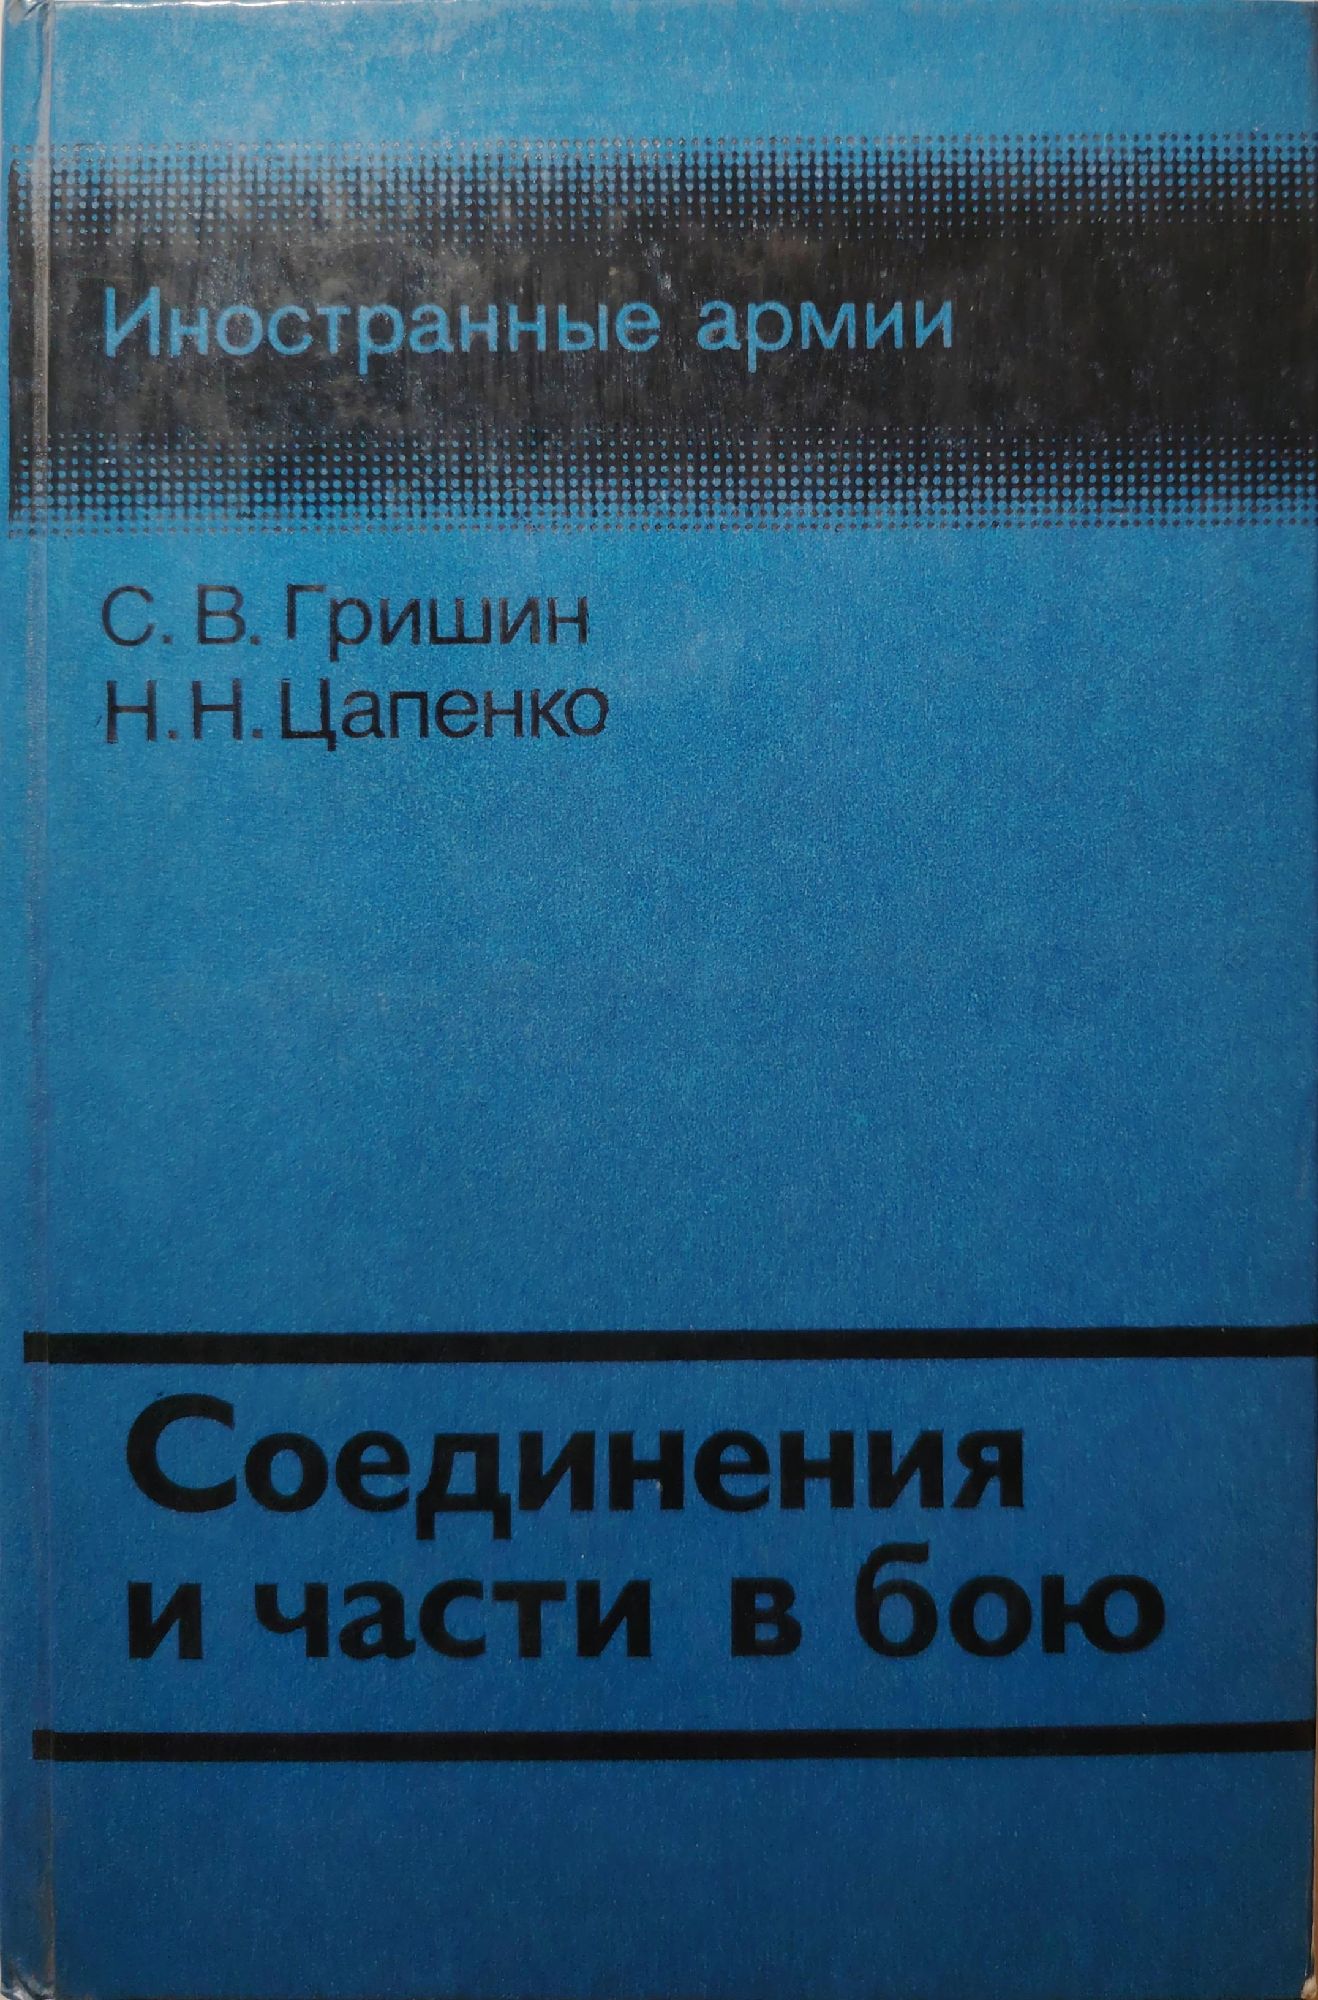 Иностранные армии
С. В. Гришин
Н. Н. Цапенко
Соединения
и части в бою